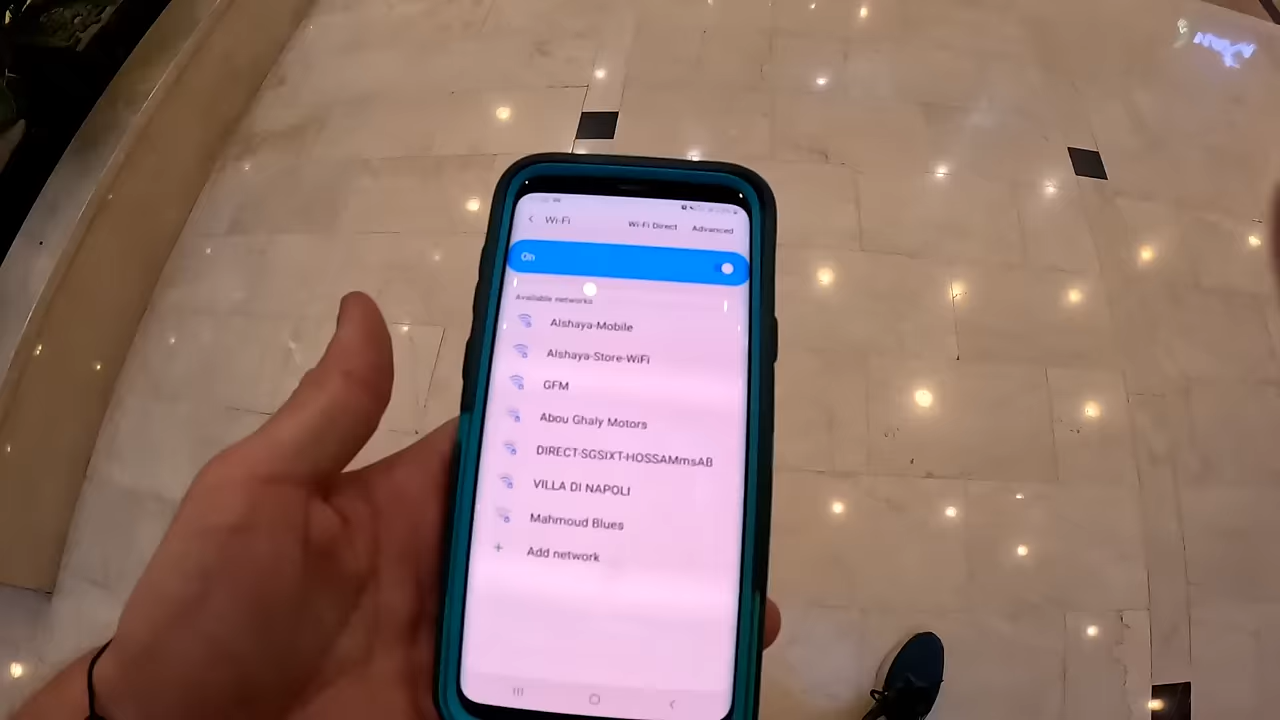 Wi-Fi
Wi-Fi Direct
Advanced
On
Available networks
Alshaya-Mobile
Alshaya-Store-WiFi
GFM
Abou Ghaly Motors
DIRECT-SGSIXT-HOSSAMmsAB
VILLA DI NAPOLI
Mahmoud Blues
+ Add network